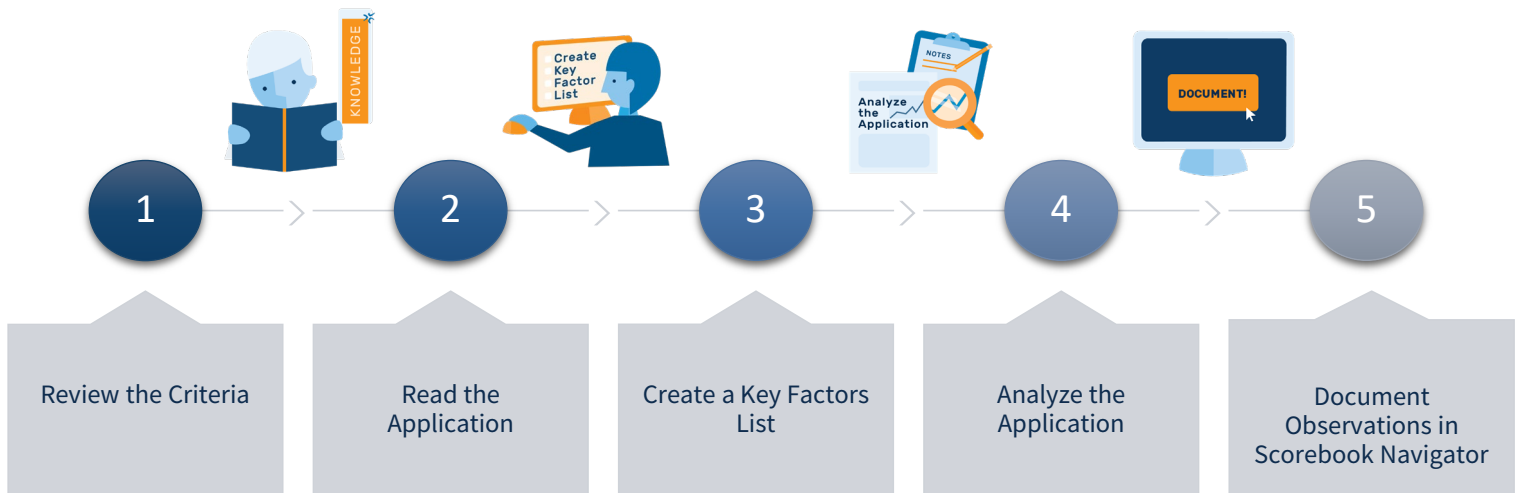 KNOWLEDGE
Create
Key
Factor
List
NOTES
Analyze
the
Application
DOCUMENT!
1
2
3
4
5
Review the Criteria
Read the
Application
Create a Key Factors
List
Analyze the
Application
Document
Observations in
Scorebook Navigator